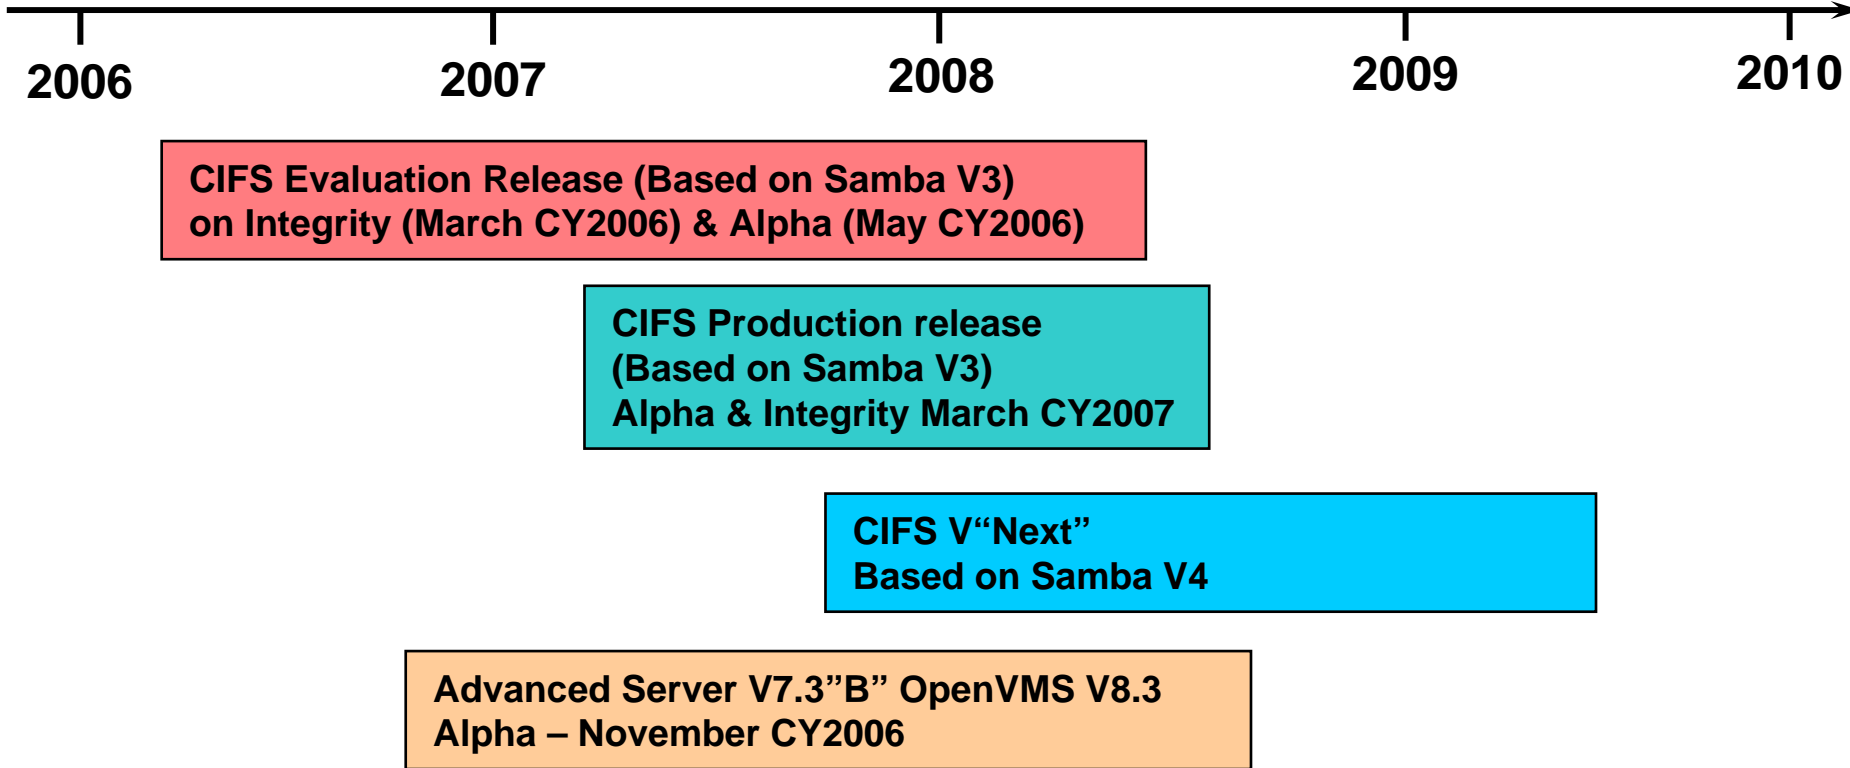 2006
2007
2008
2009
2010
CIFS Evaluation Release (Based on Samba V3)
on Integrity (March CY2006) & Alpha (May CY2006)
CIFS Production release
(Based on Samba V3)
Alpha & Integrity March CY2007
CIFS V“Next”
Based on Samba V4
Advanced Server V7.3”B” OpenVMS V8.3
Alpha – November CY2006